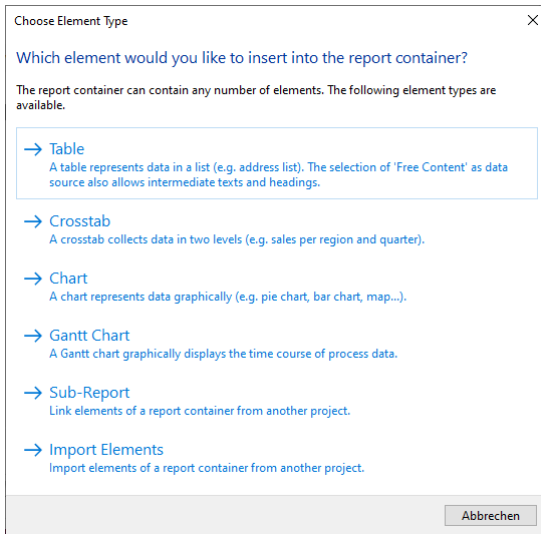 Choose Element Type
Which element would you like to insert into the report container?
The report container can contain any number of elements. The following element types are
available.
Table
A table represents data in a list (e.g. address list). The selection of 'Free Content' as data
source also allows intermediate texts and headings.
Crosstab
A crosstab collects data in two levels (e.g. sales per region and quarter).
Chart
A chart represents data graphically (e.g. pie chart, bar chart, map...).
Gantt Chart
A Gantt chart graphically displays the time course of process data.
Sub-Report
Link elements of a report container from another project.
Import Elements
Import elements of a report container from another project.
Abbrechen